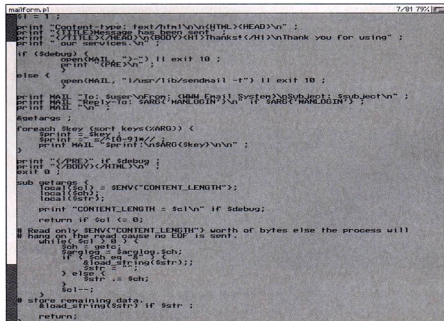 mailform.pl 7/81 79%
$| = 1 ;
print "Content-type: text/html\n\n{HTML}{HEAD}\n" ;
print "{TITLE}Message has been sent"
print "{/TITLE}{/HEAD}\n{BODY}{H1}Thanks!{/H1}\nThank you for using" ;
print " our services.\n" ;
if ($debug) {
open(MAIL, ">-") || exit 10 ;
print "{PRE}\n" ;
}
else {
open(MAIL, "|/usr/lib/sendmail -t") || exit 10 ;
}
print MAIL "To: $user\nFrom: {WWW Email System}\nSubject: $subject\n" ;
print MAIL "Reply-To: $ARG{'MANLOGIN'}\n" if $ARG{'MANLOGIN'} ;
print MAIL "\n" ;
&getargs ;
foreach $key (sort keys(%ARG)) {
$print = $key ;
$print =~ s/^[0-9]*// ;
print MAIL "$print:\n$ARG{$key}\n\n" ;
}
print "{/PRE}" if $debug ;
print "{/BODY}{/HTML}\n" ;
exit 0 ;
sub getargs {
local($cl) = $ENV{"CONTENT_LENGTH"};
local($ch);
local($str);
print "CONTENT_LENGTH = $cl\n" if $debug;
return if $cl <= 0;
# Read only $ENV{"CONTENT_LENGTH"} worth of bytes else the process will
# hang on the read cause no EOF is sent.
while( $cl > 0 ) {
$ch = getc;
$arglog = $arglog.$ch;
if ( $ch eq "&" ) {
&load_string($str);;
$str = "";
} else {
$str .= $ch;
}
$cl--;
}
# store remaining data.
&load_string($str) if $str ;
return;
}